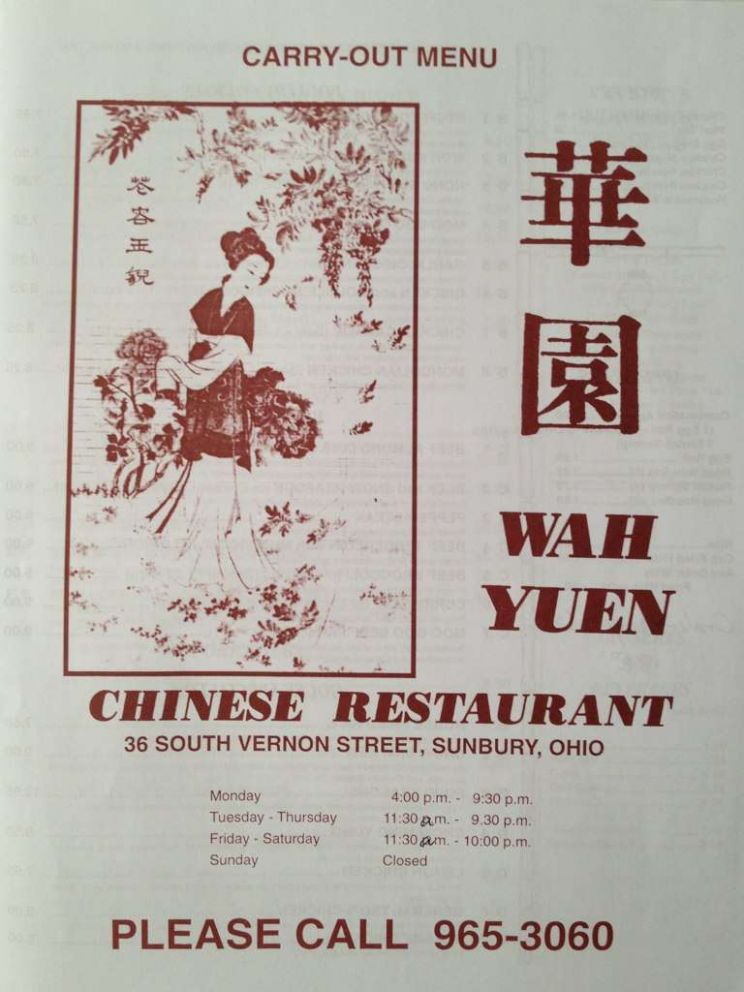 CARRY-OUT MENU
華
園
容
玉
WAH
YUEN
CHINESE RESTAURANT
36 SOUTH VERNON STREET, SUNBURY, OHIO
Monday 4:00 p.m. - 9:30 p.m.
Tuesday - Thursday 11:30 a.m. - 9.30 p.m.
Friday - Saturday 11:30 a.m. - 10:00 p.m.
Sunday Closed
PLEASE CALL 965-3060